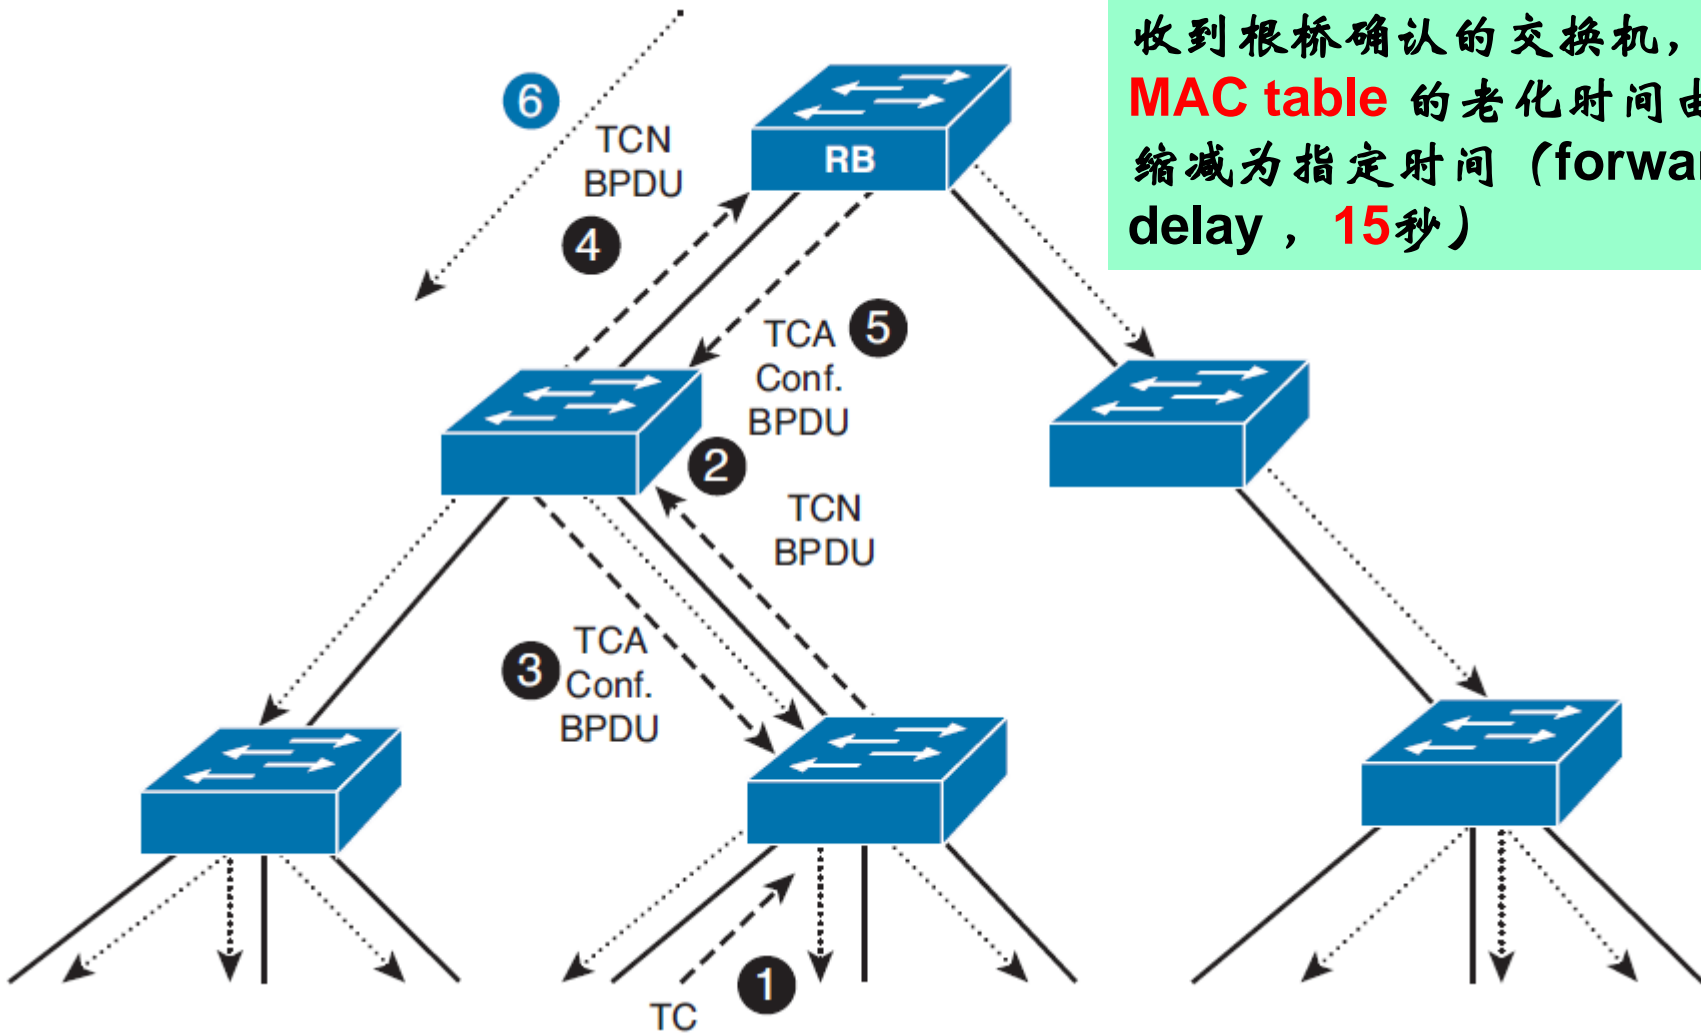 收到根桥确认的交换机,
MAC table 的老化时间由
缩减为指定时间(forwar
delay , 15秒)
6
TCN
BPDU
RB
4
TCA
5
Conf.
BPDU
2
TCN
BPDU
TCA
3
Conf.
BPDU
1
TC